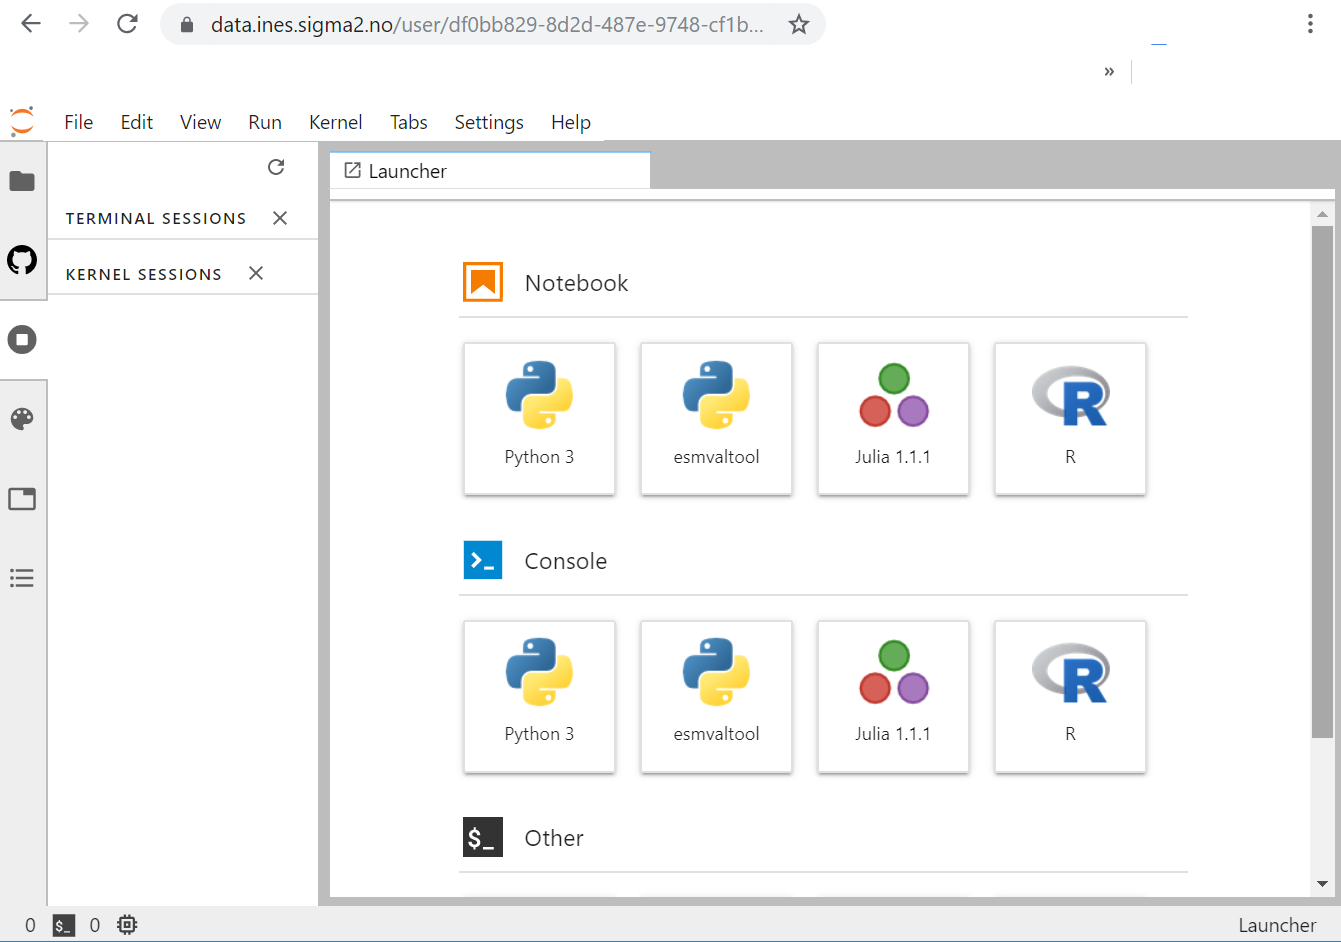 data.ines.sigma2.no/user/df0bb829-8d2d-487e-9748-cf1b...
»
File Edit View Run Kernel Tabs Settings Help
Launcher
TERMINAL SESSIONS
KERNEL SESSIONS
Notebook
Python 3 esmvaltool Julia 1.1.1 R
Console
Python 3 esmvaltool Julia 1.1.1 R
$_ Other
0 $_ 0 Launcher